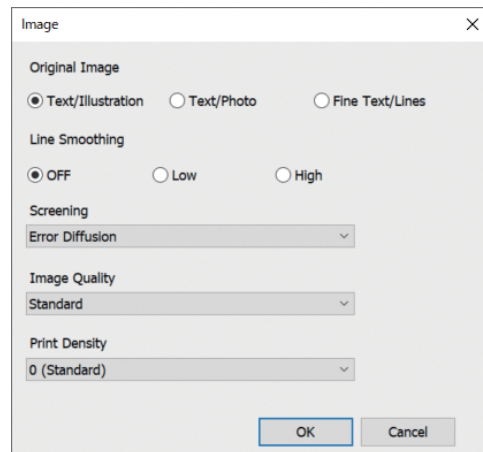 Image
Original Image
Text/Illustration Text/Photo Fine Text/Lines
Line Smoothing
OFF Low High
Screening
Error Diffusion
Image Quality
Standard
Print Density
0 (Standard)
OK Cancel